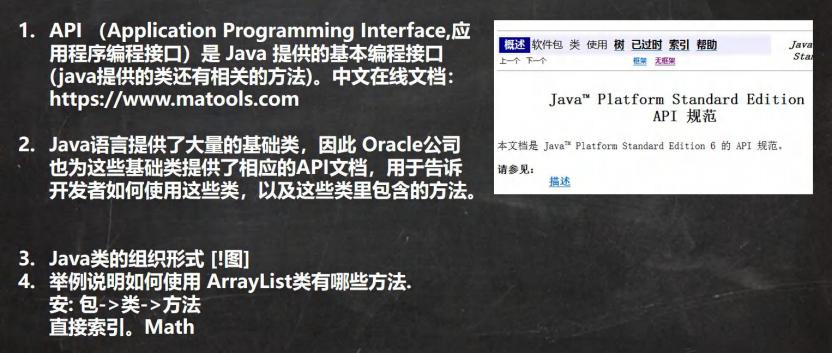 1. API （Application Programming Interface,应
用程序编程接口）是 Java 提供的基本编程接口
(java提供的类还有相关的方法)。中文在线文档：
https://www.matools.com
2. Java语言提供了大量的基础类，因此 Oracle公司
也为这些基础类提供了相应的API文档，用于告诉
开发者如何使用这些类，以及这些类里包含的方法。
3. Java类的组织形式 [!图]
4. 举例说明如何使用 ArrayList类有哪些方法.
安: 包->类->方法
直接索引。Math
概述 软件包 类 使用 树 已过时 索引 帮助
Java
Sta
上一个 下一个
框架 无框架
Java™ Platform Standard Edition
API 规范
本文档是 Java™ Platform Standard Edition 6 的 API 规范。
请参见：
描述